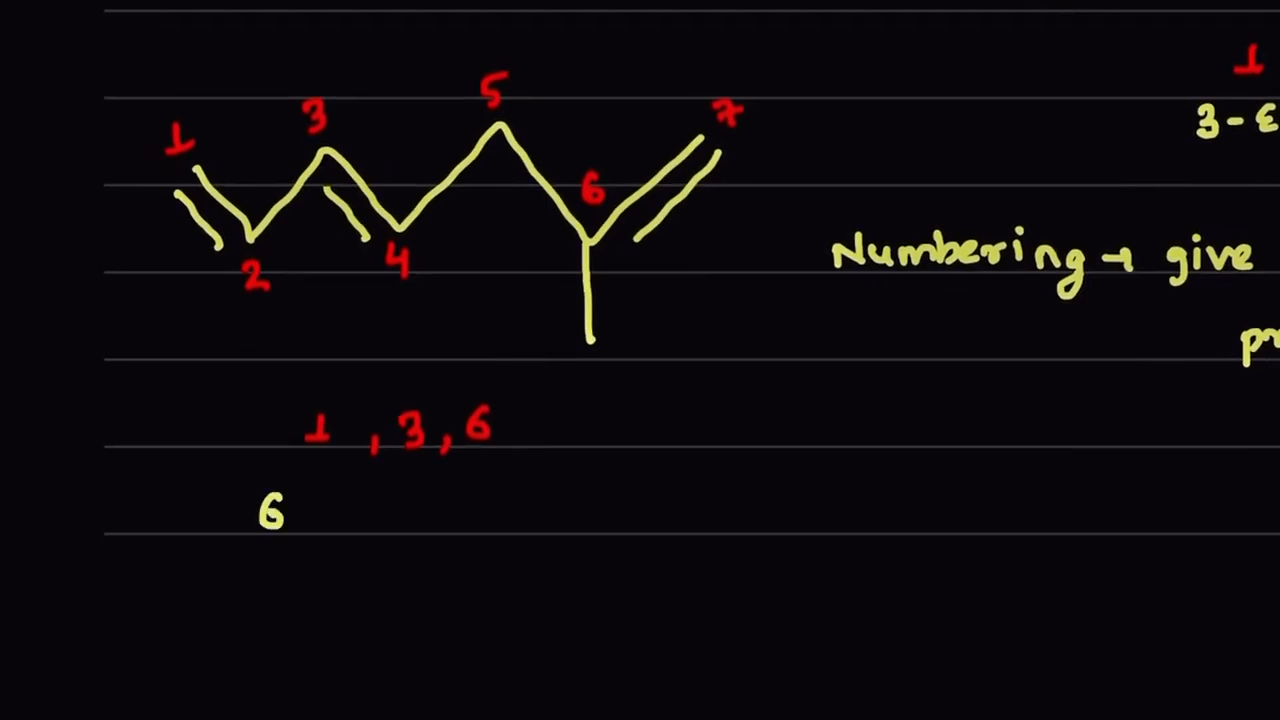 1 2 3 4 5 6 7
1
3-E
Numbering → give
pr
1 , 3 , 6
6